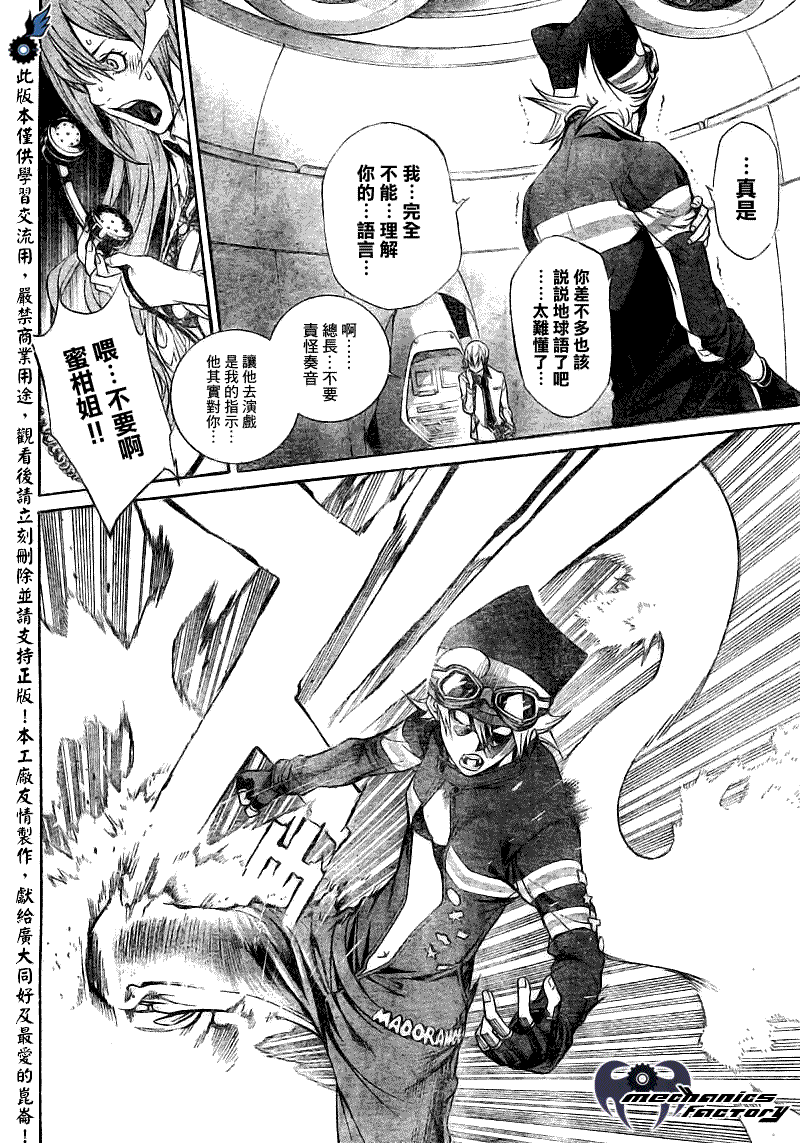 …真是
你差不多也該
說說地球語了吧
……太難懂了…
我…完全
不能…理解
你的…語言…
啊……
總長…不要
責怪奏音
讓他去演戲
是我的指示…
他其實對你…
喂…不要啊
蜜柑姐!!
MADORA
此版本僅供學習交流用，嚴禁商業用途，觀看後請立刻刪除並請支持正版！本工廠友情製作，獻給廣大同好及最愛的崑崙！
mechanics
factory